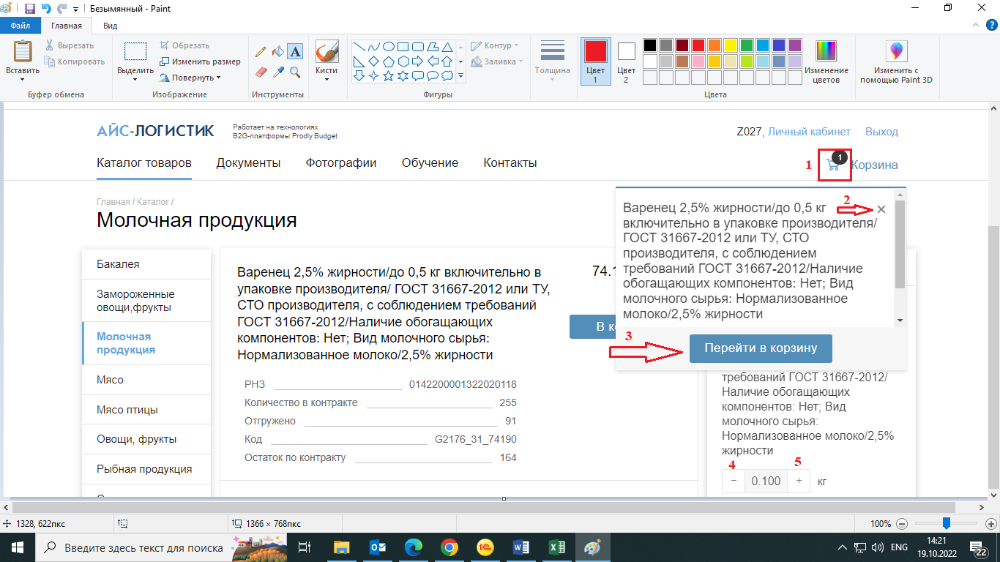 Безымянный - Paint
Файл
Главная
Вид
Вставить
Вырезать
Копировать
Буфер обмена
Выделить
Обрезать
Изменить размер
Повернуть
Изображение
A
Инструменты
Кисти
Фигуры
Контур
Заливка
Толщина
Цвет
1
Цвет
2
Цвета
Изменение
цветов
Изменить с
помощью Paint 3D
АЙС-ЛОГИСТИК
Работает на технологиях
B2G-платформы Prodly.Budget
Z027, Личный кабинет
Выход
Каталог товаров
Документы
Фотографии
Обучение
Контакты
1
1
Корзина
Главная / Каталог /
Молочная продукция
Бакалея
Замороженные
овощи,фрукты
Молочная
продукция
Мясо
Мясо птицы
Овощи, фрукты
Рыбная продукция
Варенец 2,5% жирности/до 0,5 кг включительно в
упаковке производителя/ ГОСТ 31667-2012 или ТУ,
СТО производителя, с соблюдением требований
ГОСТ 31667-2012/Наличие обогащающих
компонентов: Нет; Вид молочного сырья:
Нормализованное молоко/2,5% жирности
74.1
В к
РНЗ 0142200001322020118
Количество в контракте 255
Отгружено 91
Код G2176_31_74190
Остаток по контракту 164
2
Варенец 2,5% жирности/до 0,5 кг
включительно в упаковке производителя/
ГОСТ 31667-2012 или ТУ, СТО
производителя, с соблюдением
требований ГОСТ 31667-2012/Наличие
обогащающих компонентов: Нет; Вид
молочного сырья: Нормализованное
молоко/2,5% жирности
3
Перейти в корзину
требований ГОСТ 31667-2012/
Наличие обогащающих
компонентов: Нет; Вид
молочного сырья:
Нормализованное молоко/2,5%
жирности
4
5
− 0.100 + кг
1328, 622пкс
1366 × 768пкс
100%
Введите здесь текст для поиска
1С
ENG
14:21
19.10.2022
22